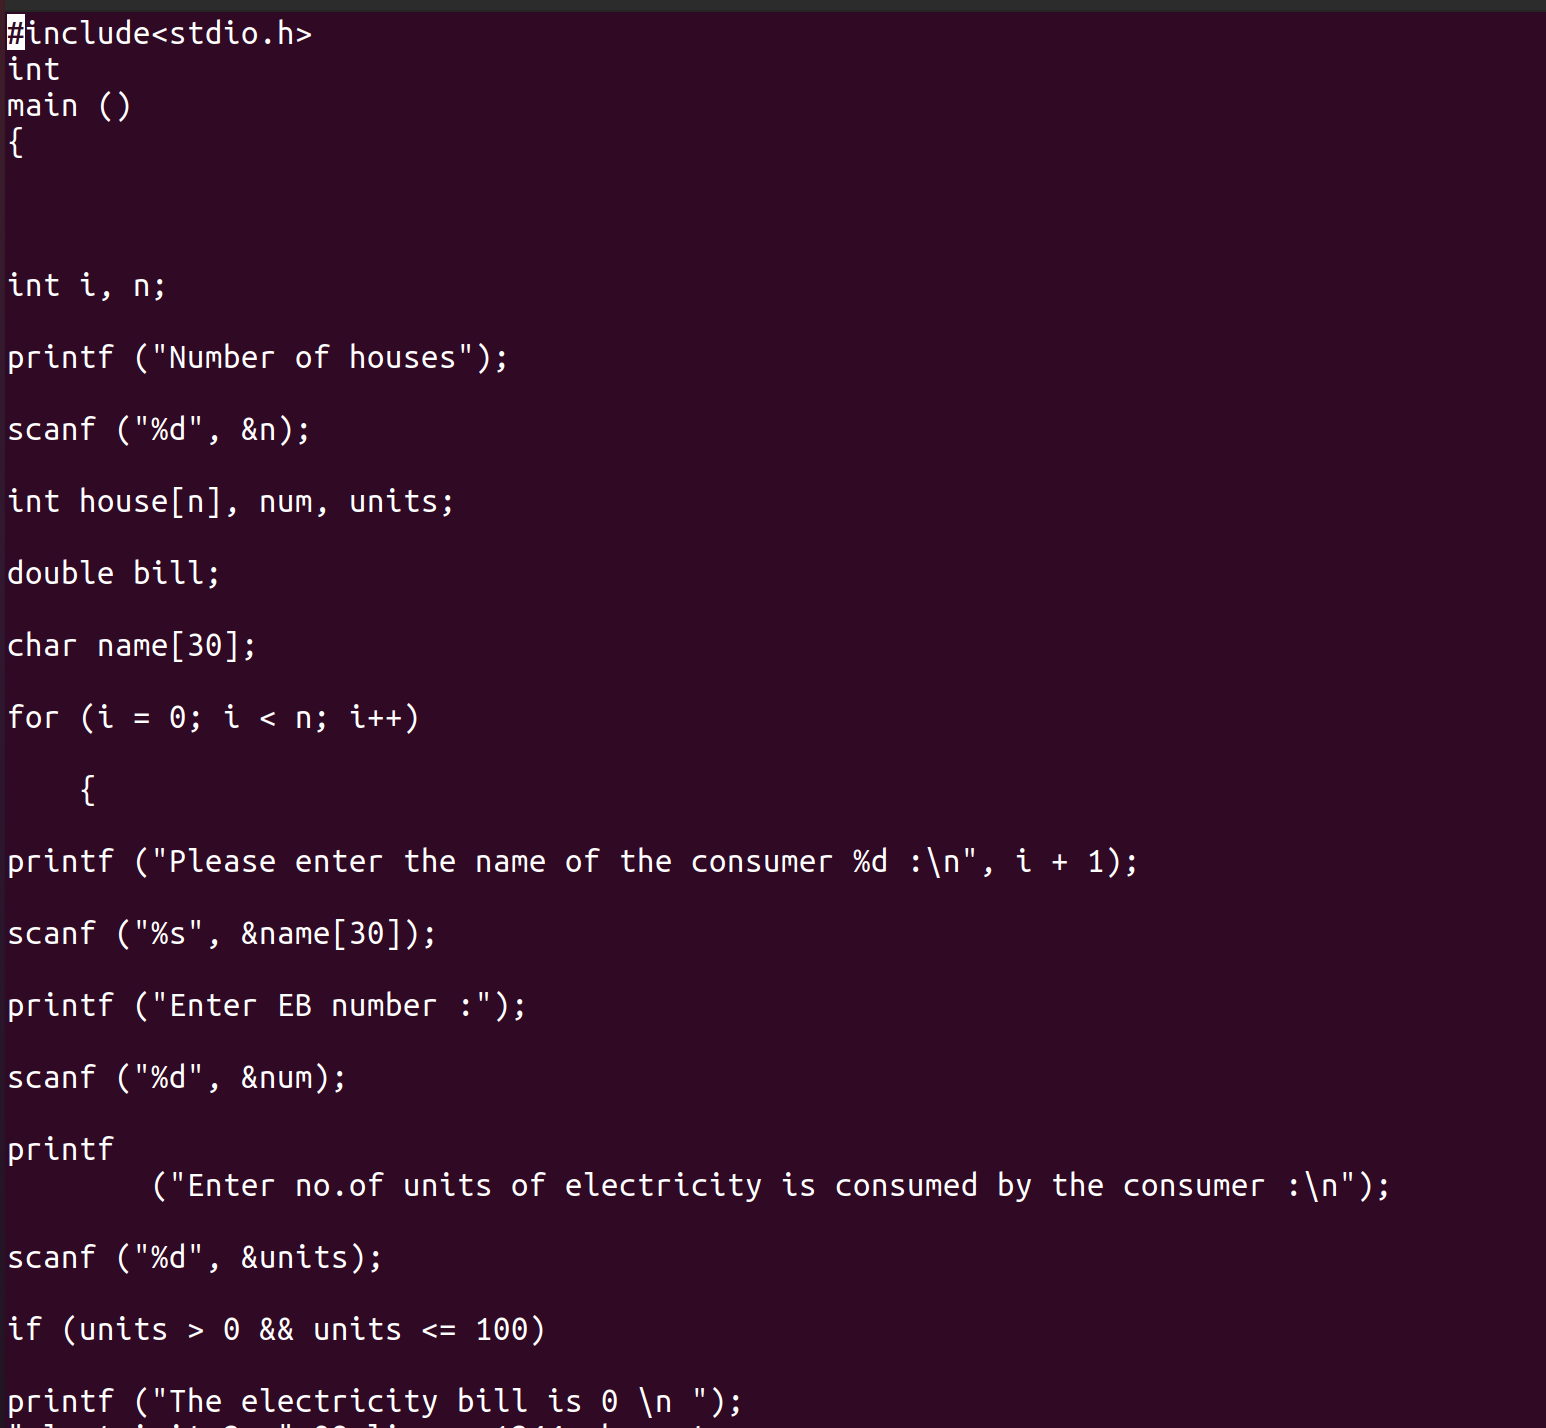 #include<stdio.h>
int
main ()
{
int i, n;
printf ("Number of houses");
scanf ("%d", &n);
int house[n], num, units;
double bill;
char name[30];
for (i = 0; i < n; i++)
{
printf ("Please enter the name of the consumer %d :\n", i + 1);
scanf ("%s", &name[30]);
printf ("Enter EB number :");
scanf ("%d", &num);
printf
("Enter no.of units of electricity is consumed by the consumer :\n");
scanf ("%d", &units);
if (units > 0 && units <= 100)
printf ("The electricity bill is 0 \n ");